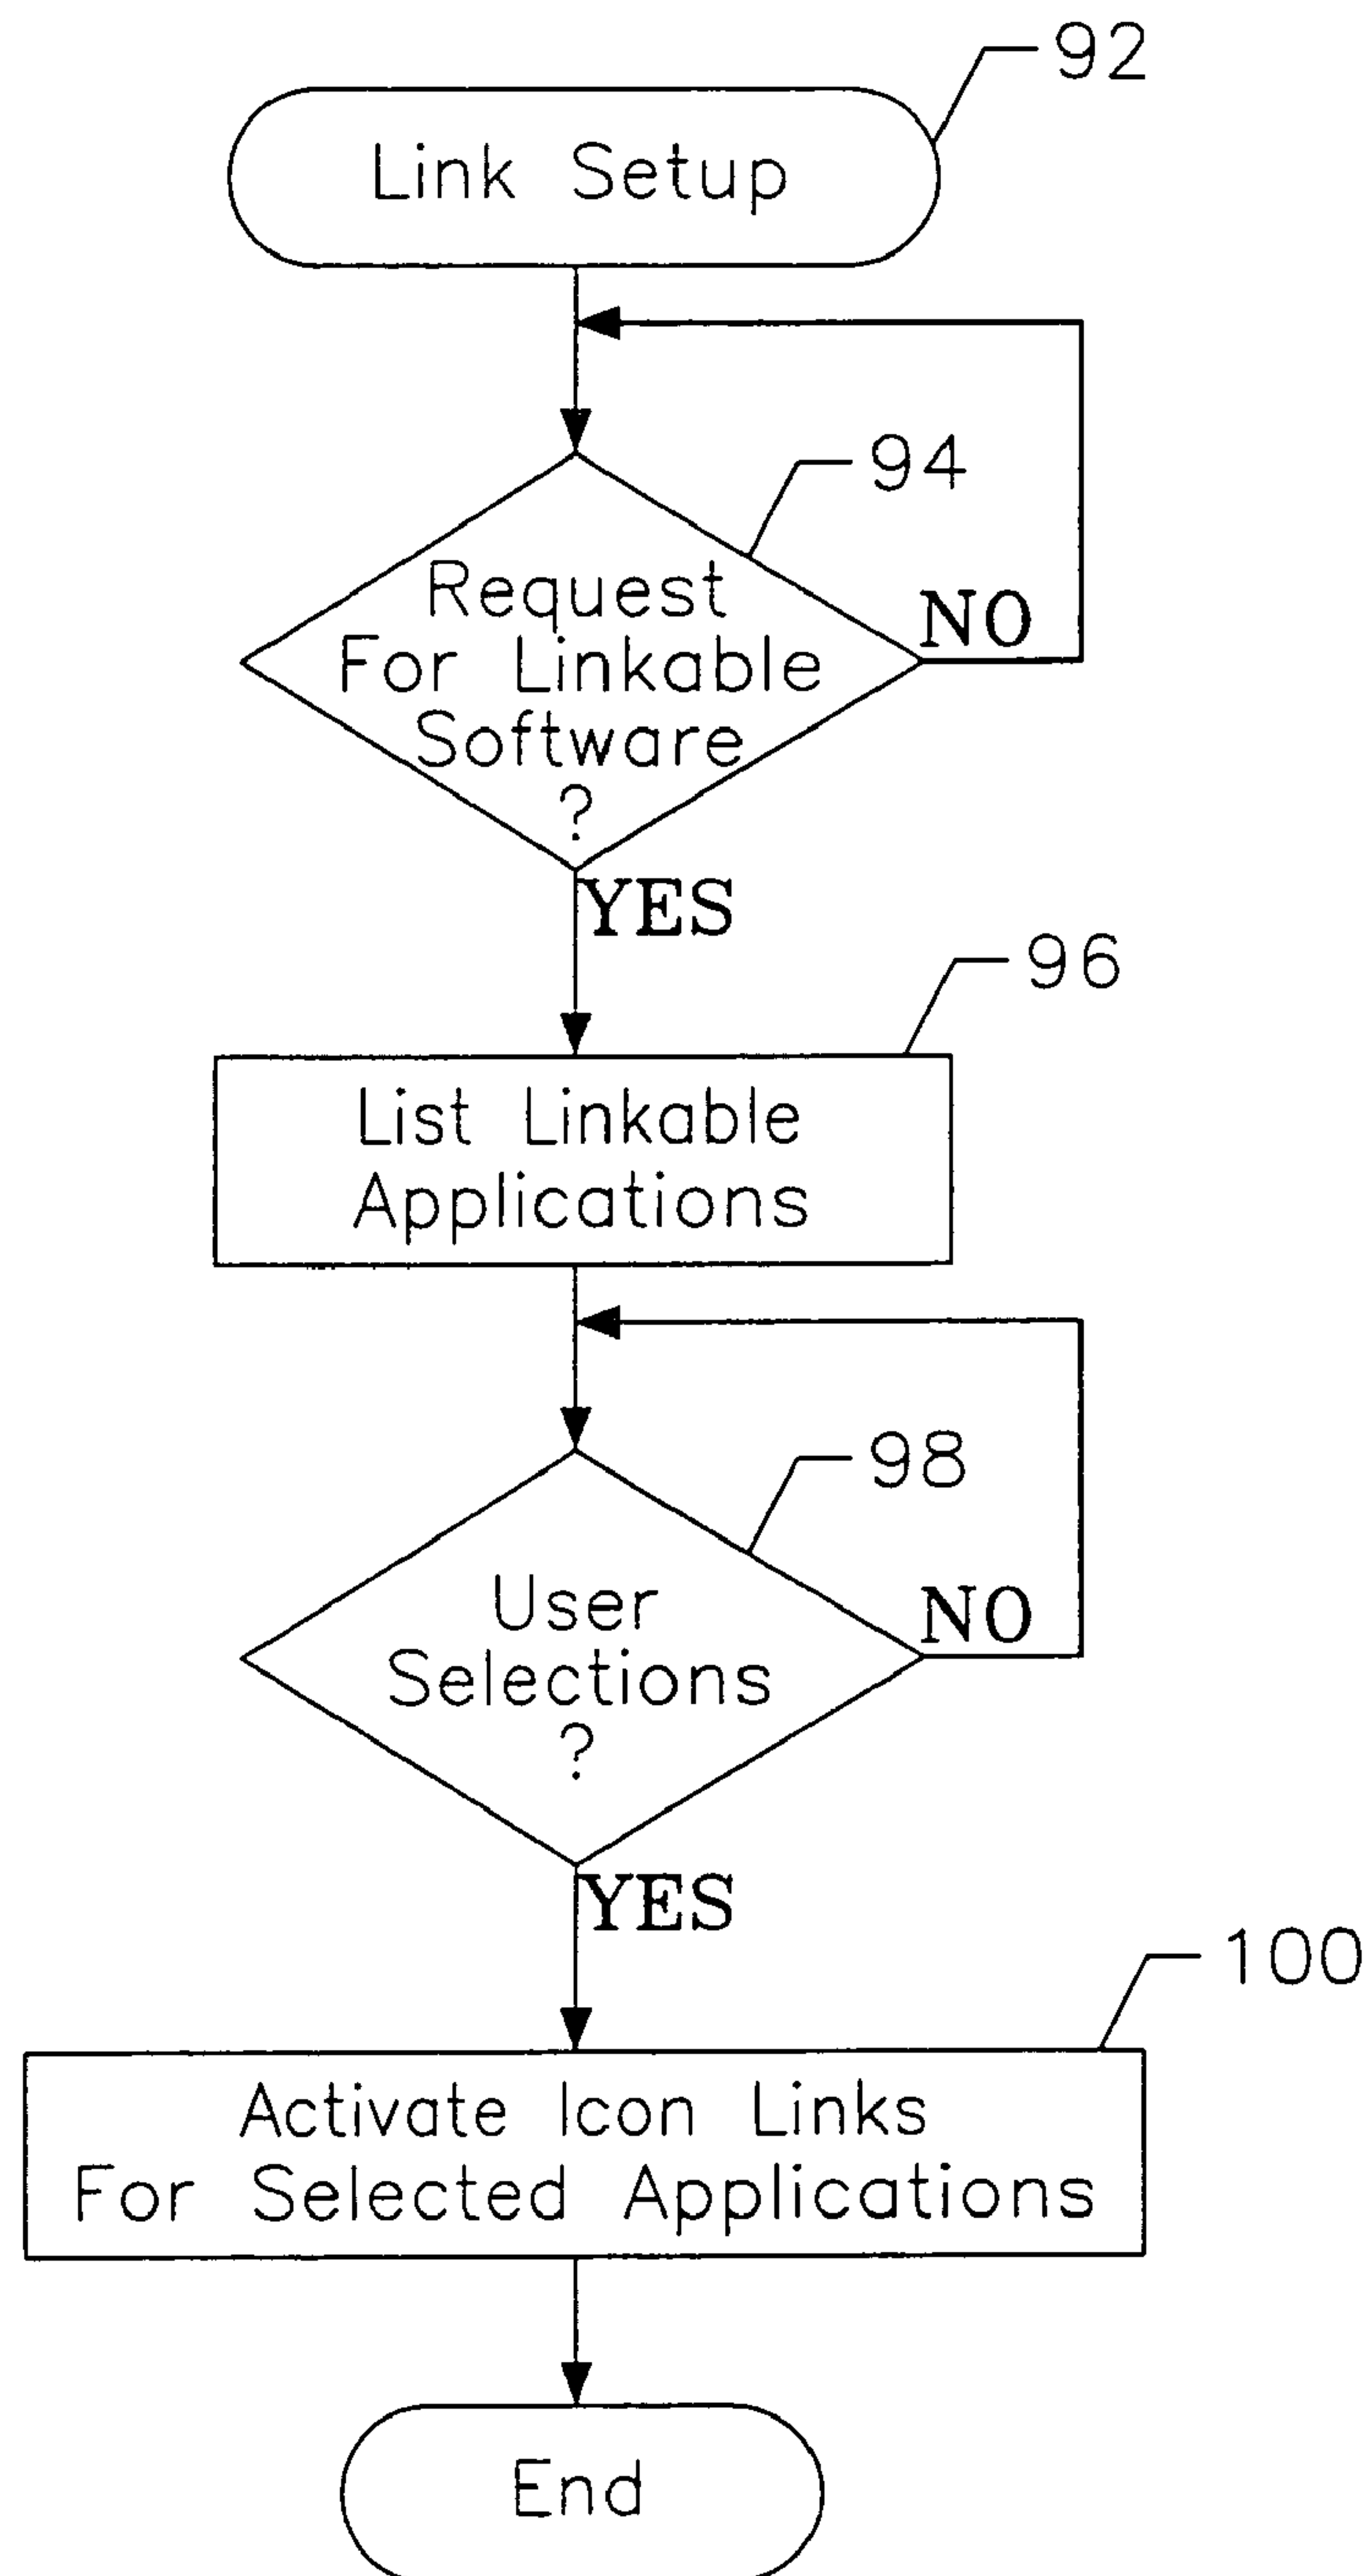 92
Link Setup
94
Request
For Linkable
Software
?
NO
YES
96
List Linkable
Applications
98
User
Selections
?
NO
YES
100
Activate Icon Links
For Selected Applications
End